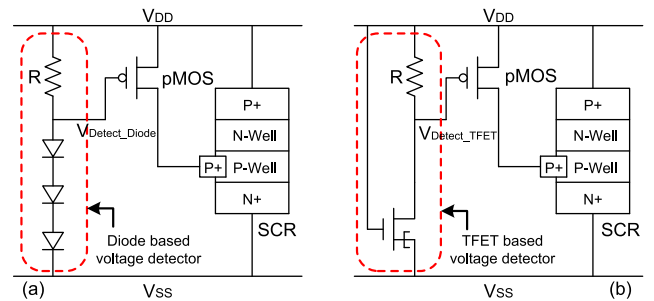 VDD
R
pMOS
VDetect_Diode
P+
N-Well
P+
P-Well
N+
SCR
Diode based
voltage detector
(a)
VSS
VDD
R
pMOS
VDetect_TFET
P+
N-Well
P+
P-Well
N+
SCR
TFET based
voltage detector
VSS
(b)